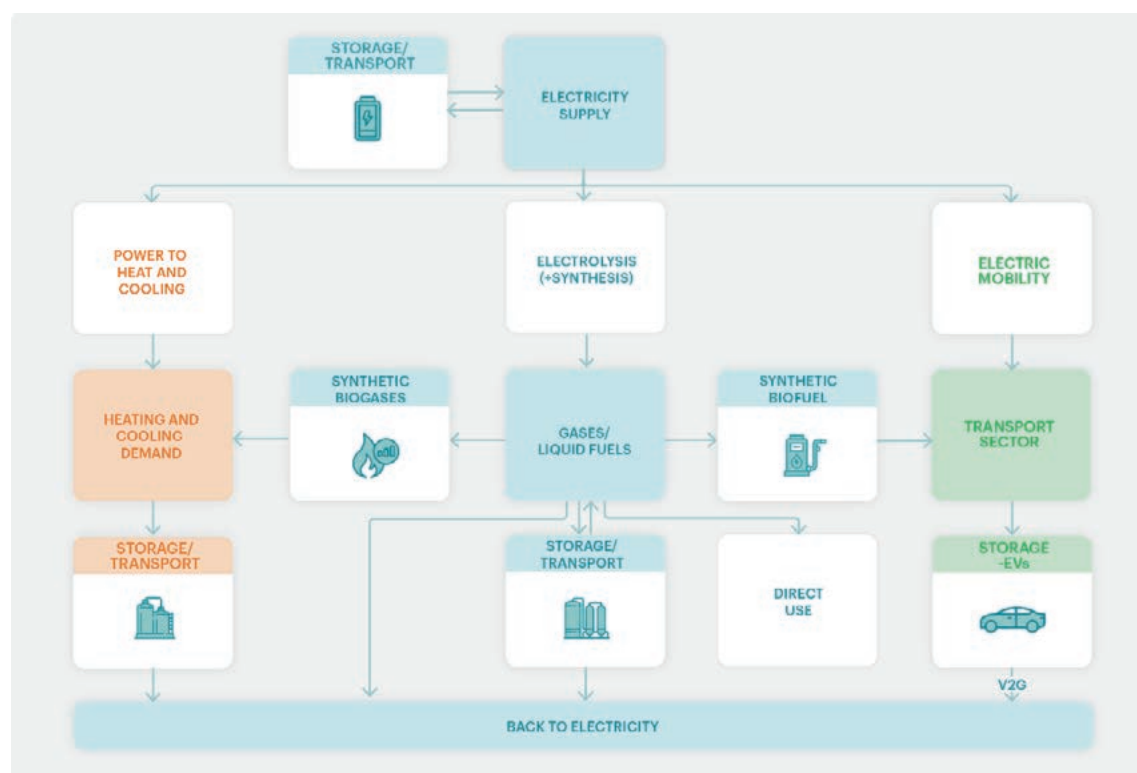 STORAGE/
TRANSPORT
ELECTRICITY
SUPPLY
POWER TO
HEAT AND
COOLING
ELECTROLYSIS
(+SYNTHESIS)
ELECTRIC
MOBILITY
HEATING AND
COOLING
DEMAND
SYNTHETIC
BIOGASES
GASES/
LIQUID FUELS
SYNTHETIC
BIOFUEL
TRANSPORT
SECTOR
STORAGE/
TRANSPORT
STORAGE/
TRANSPORT
DIRECT
USE
STORAGE
-EVs
V2G
BACK TO ELECTRICITY